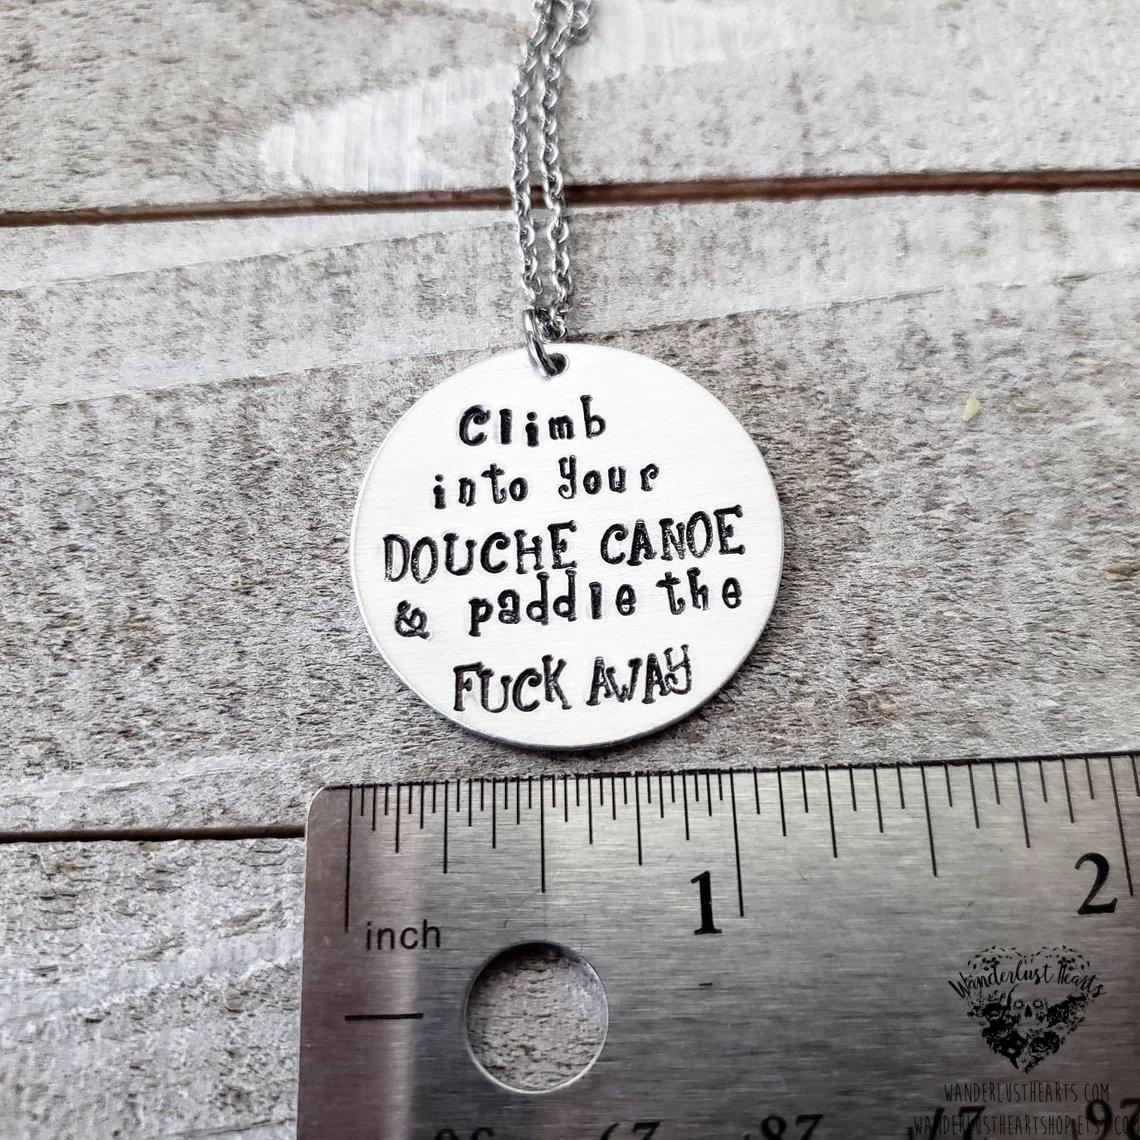 Climb
into your
DOUCHE CANOE
& paddle the
FUCK AWAY
1
2
inch
Wanderlust Hearts
WANDERLUSTHEARTS.COM